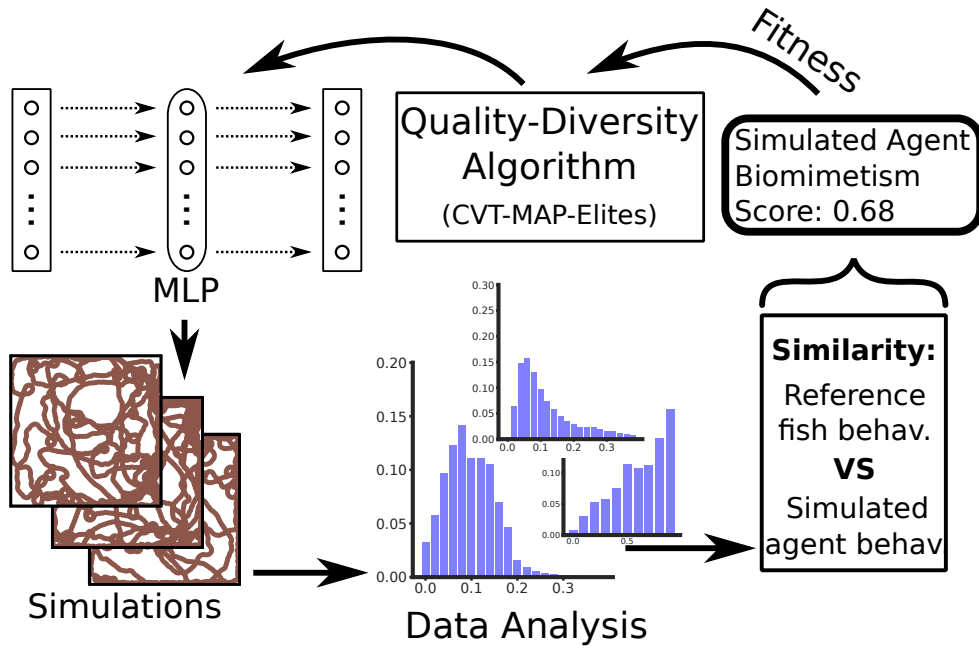 Fitness
Quality-Diversity
Algorithm
(CVT-MAP-Elites)
Simulated Agent
Biomimetism
Score: 0.68
MLP
Similarity:
Reference
fish behav.
VS
Simulated
agent behav
0.30
0.25
0.20
0.15
0.10
0.05
0.00
0.0 0.1 0.2 0.3
0.20
0.15
0.10
0.05
0.00
0.0 0.1 0.2 0.3
0.10
0.05
0.00
0.0 0.5
Simulations
Data Analysis